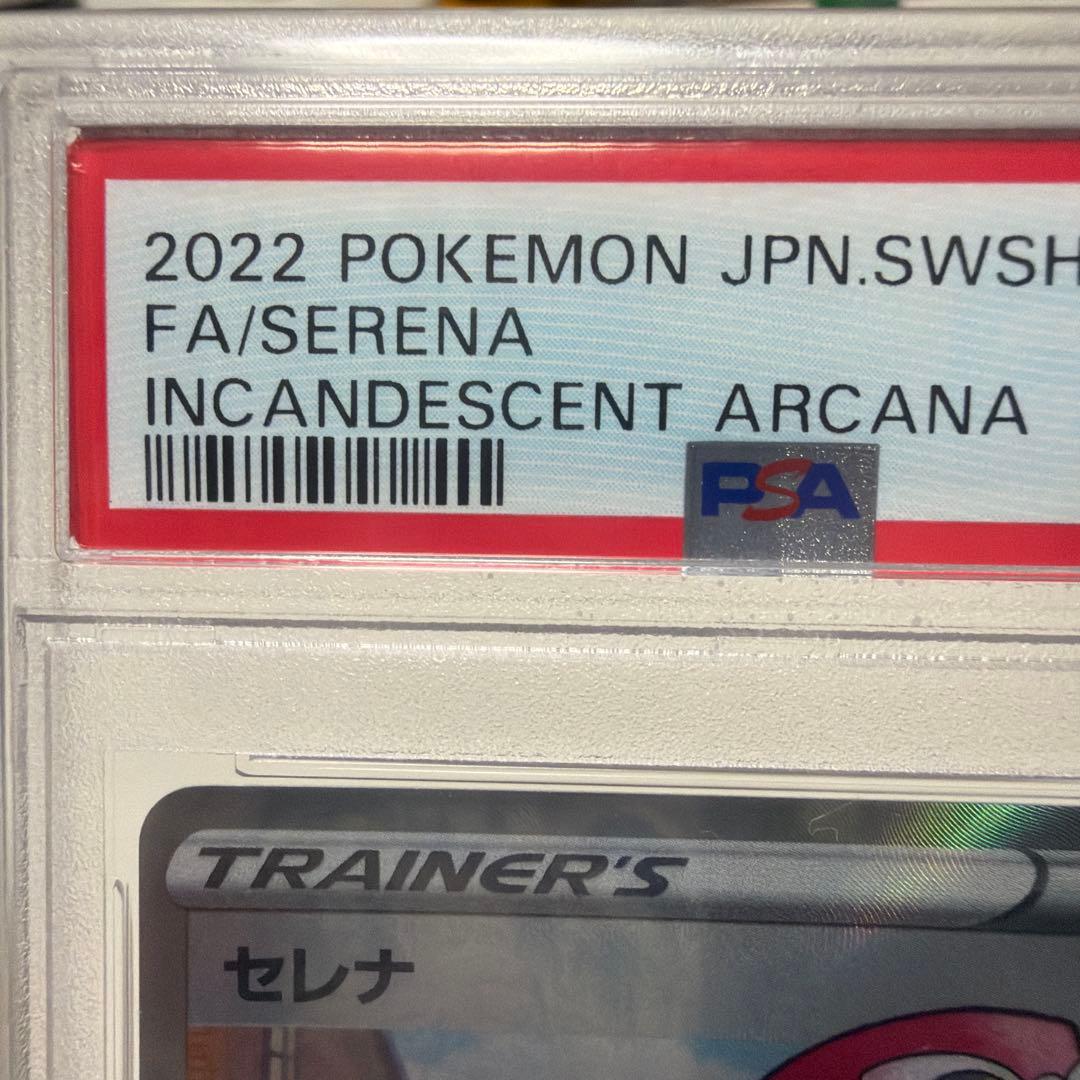 2022 POKEMON JPN.SWSH
FA/SERENA
INCANDESCENT ARCANA
PSA
TRAINER'S
セレナ